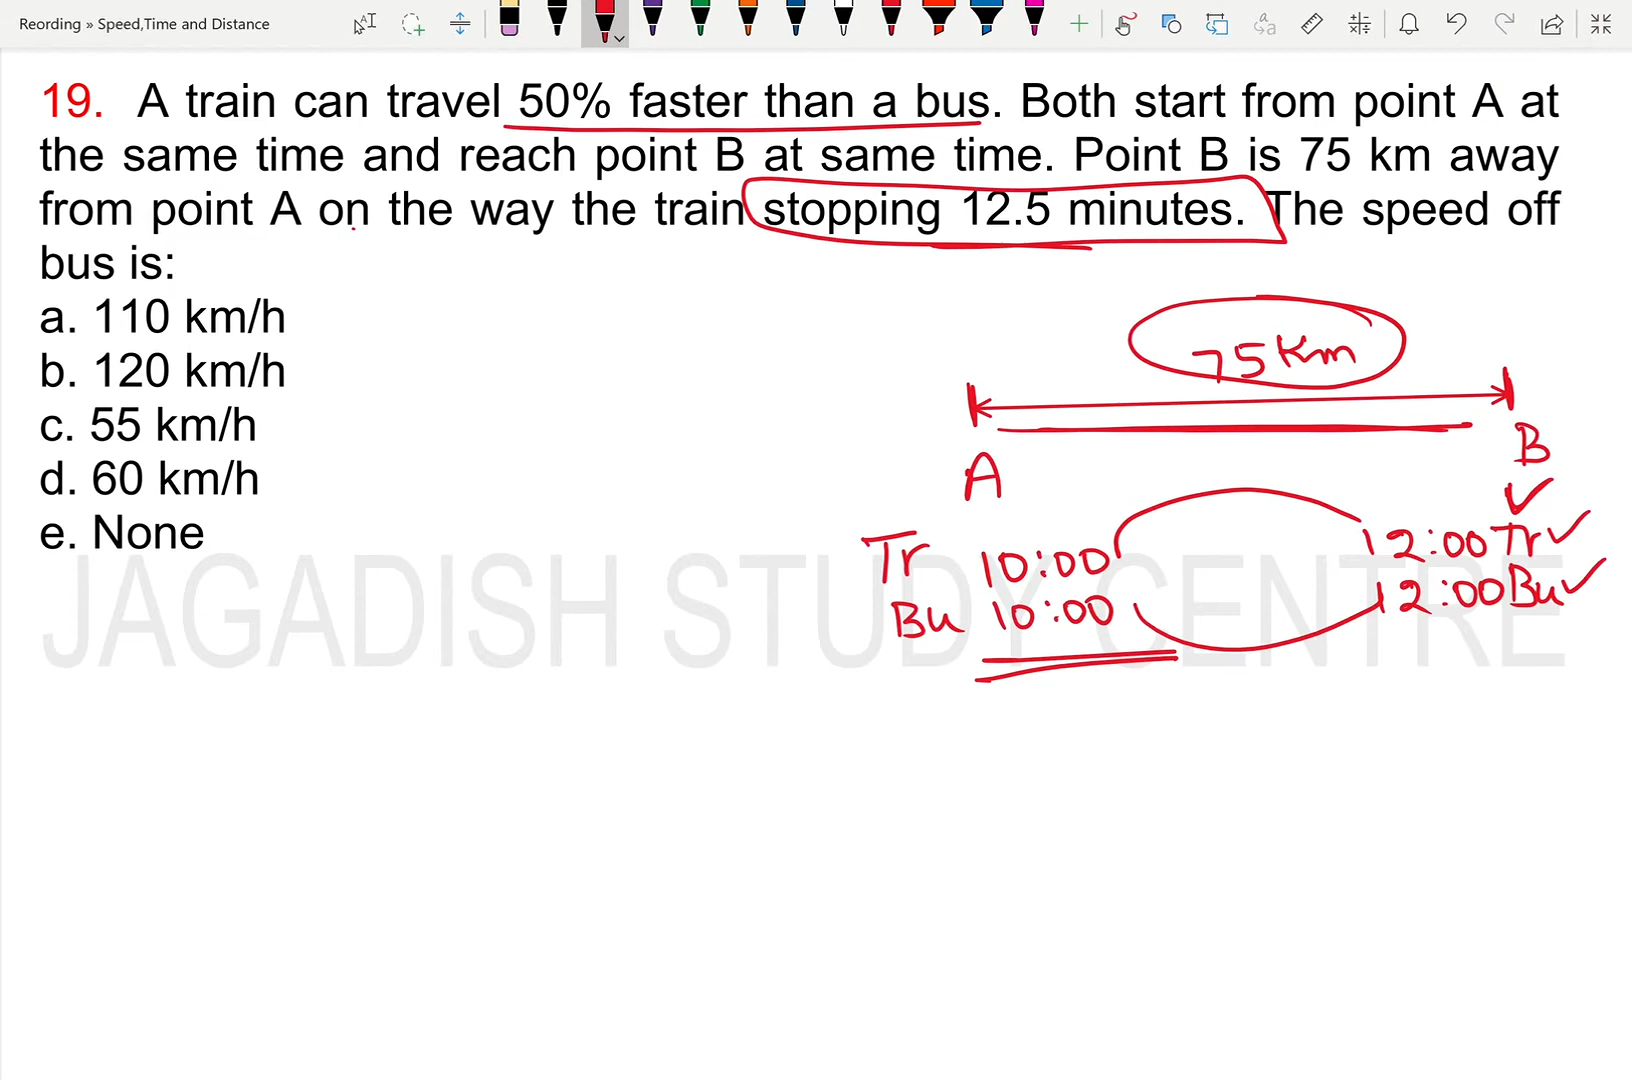 Reording » Speed,Time and Distance
19. A train can travel 50% faster than a bus. Both start from point A at
the same time and reach point B at same time. Point B is 75 km away
from point A on the way the train stopping 12.5 minutes. The speed off
bus is:
a. 110 km/h
b. 120 km/h
c. 55 km/h
d. 60 km/h
e. None
75 Km
A
B
Tr 10:00
12:00 Tr
Bu 10:00
12:00 Bu
JAGADISH STUDY CENTRE